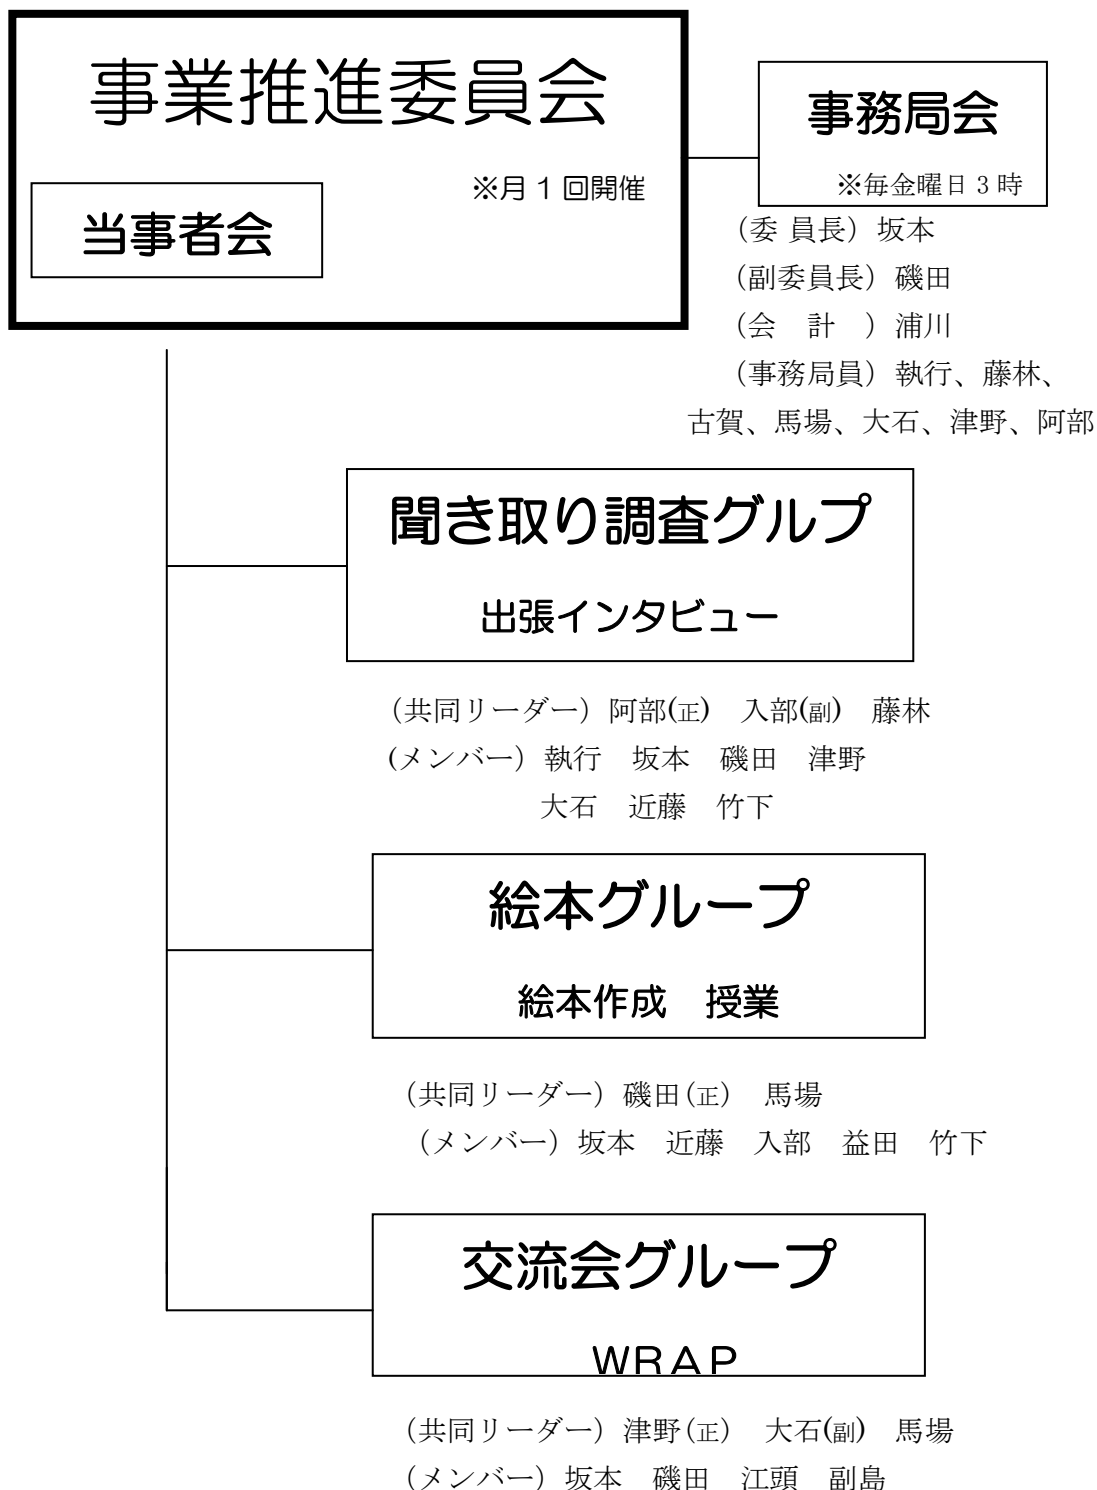 事業推進委員会
※月1回開催
当事者会
事務局会
※毎金曜日3時
（委 員長）坂本
（副委員長）磯田
（会　計　）浦川
（事務局員）執行、藤林、
古賀、馬場、大石、津野、阿部
聞き取り調査グルプ
出張インタビュー
（共同リーダー）阿部(正)　入部(副)　藤林
(メンバー）執行　坂本　磯田　津野
大石　近藤　竹下
絵本グループ
絵本作成　授業
（共同リーダー）磯田(正)　馬場
（メンバー）坂本　近藤　入部　益田　竹下
交流会グループ
ＷＲＡＰ
（共同リーダー）津野(正)　大石(副)　馬場
（メンバー）坂本　磯田　江頭　副島